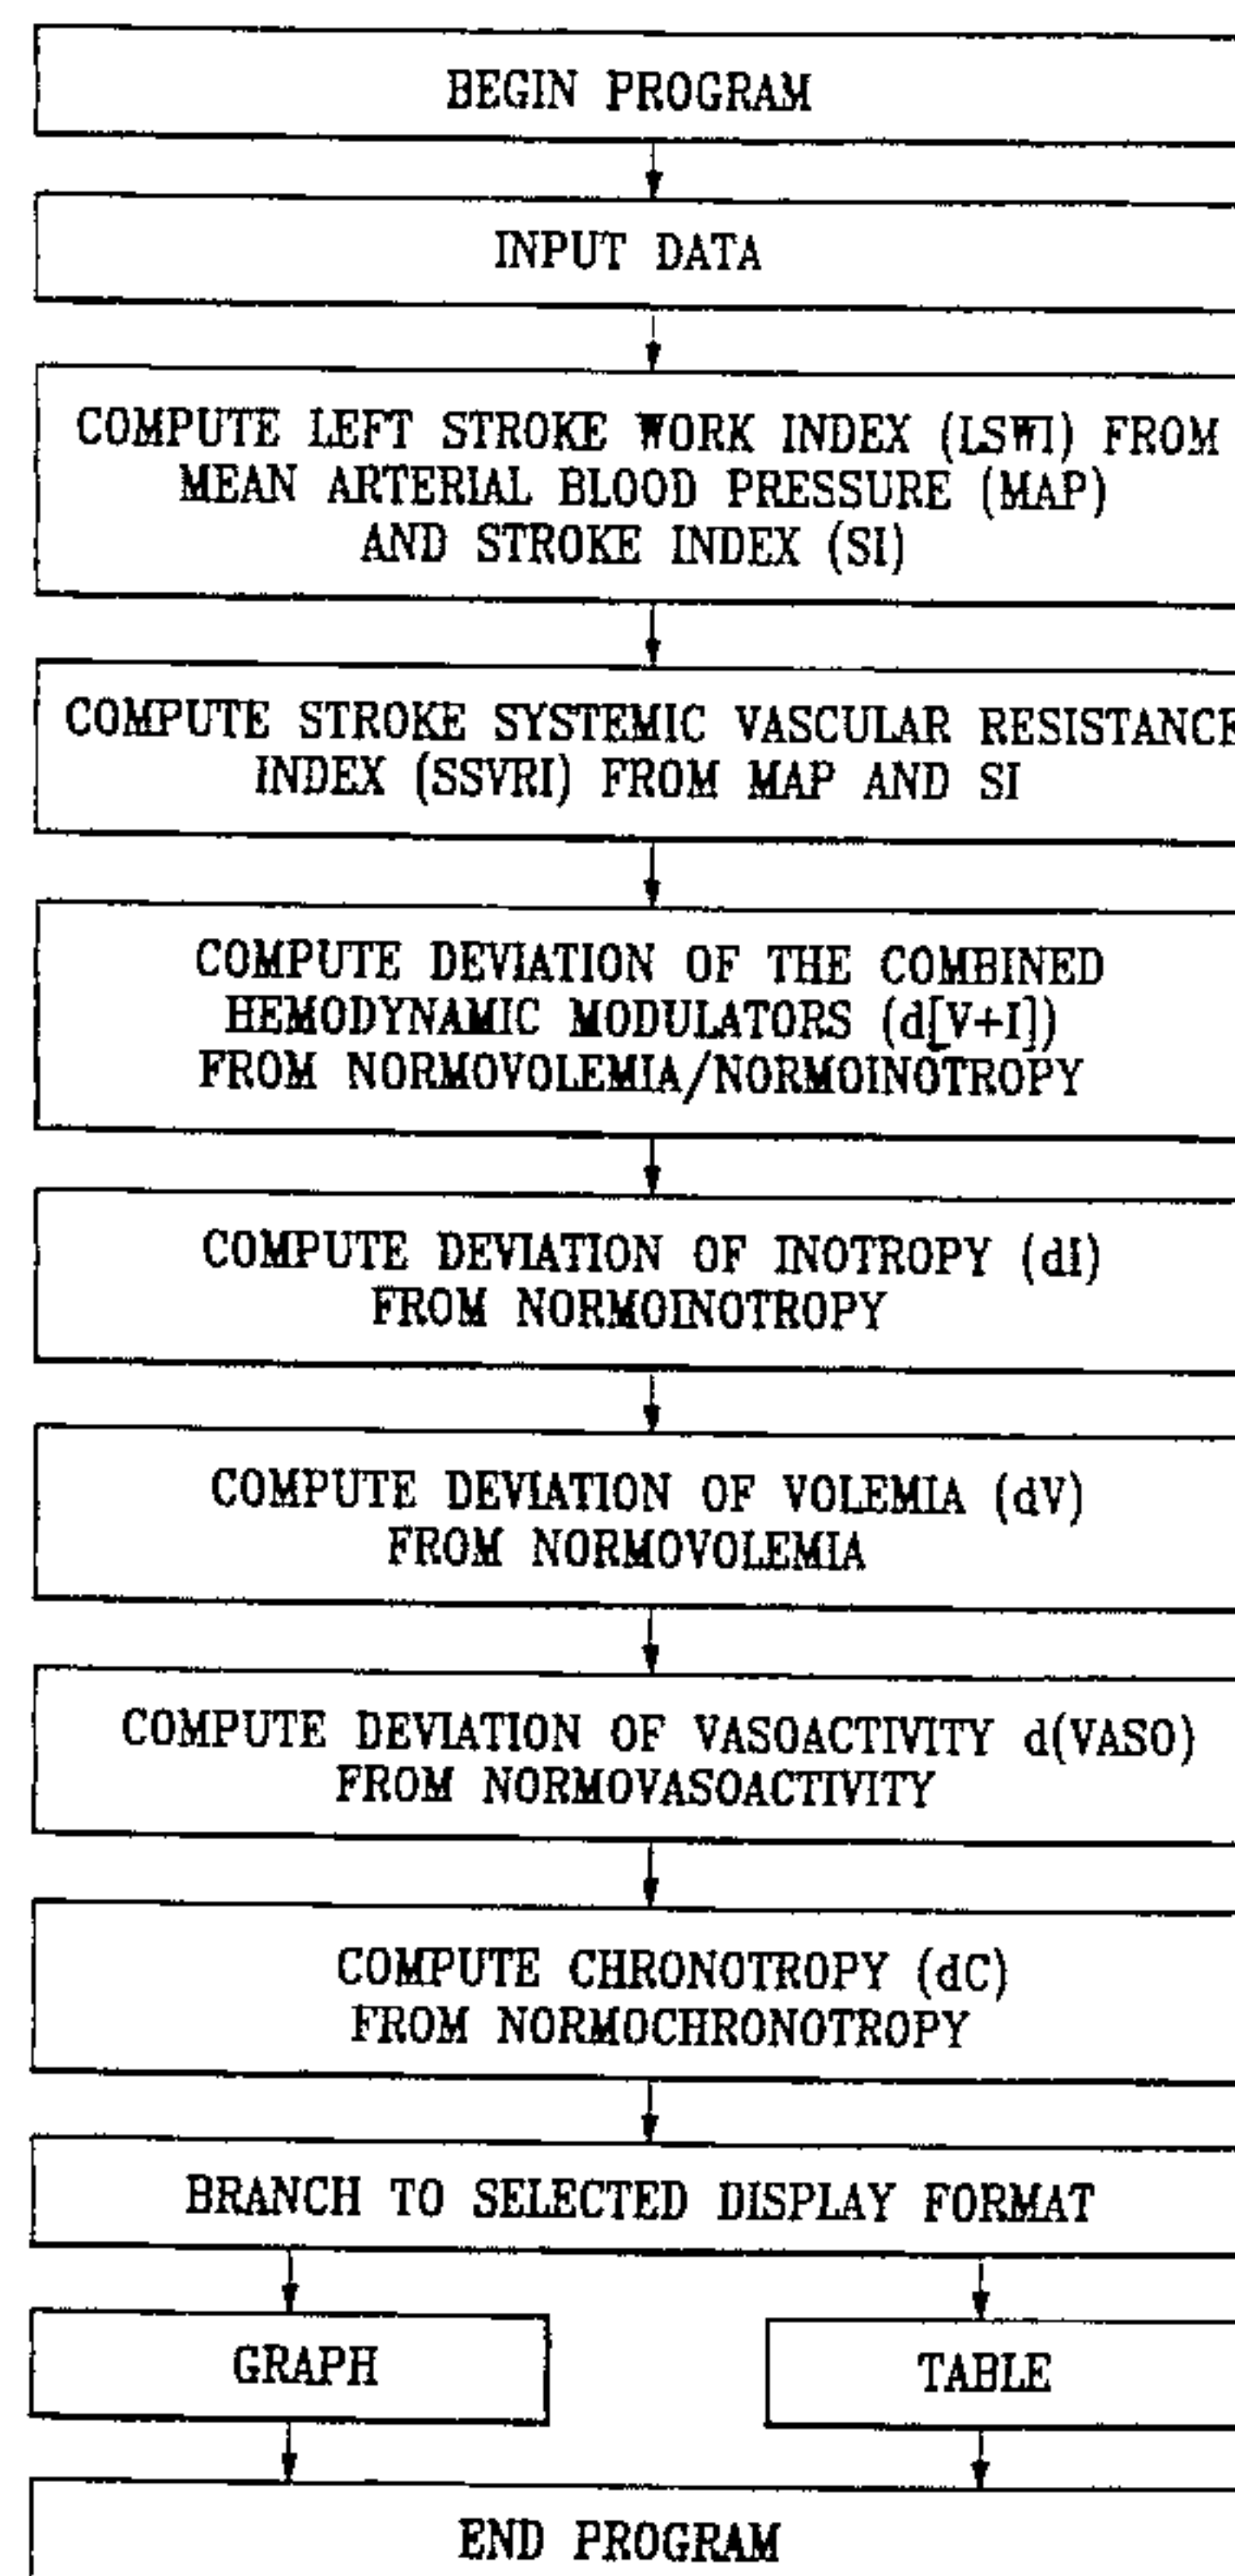 BEGIN PROGRAM
INPUT DATA
COMPUTE LEFT STROKE WORK INDEX (LSWI) FROM
MEAN ARTERIAL BLOOD PRESSURE (MAP)
AND STROKE INDEX (SI)
COMPUTE STROKE SYSTEMIC VASCULAR RESISTANCE
INDEX (SSVRI) FROM MAP AND SI
COMPUTE DEVIATION OF THE COMBINED
HEMODYNAMIC MODULATORS (d[V+I])
FROM NORMOVOLEMIA/NORMOINOTROPY
COMPUTE DEVIATION OF INOTROPY (dI)
FROM NORMOINOTROPY
COMPUTE DEVIATION OF VOLEMIA (dV)
FROM NORMOVOLEMIA
COMPUTE DEVIATION OF VASOACTIVITY d(VASO)
FROM NORMOVASOACTIVITY
COMPUTE CHRONOTROPY (dC)
FROM NORMOCHRONOTROPY
BRANCH TO SELECTED DISPLAY FORMAT
GRAPH
TABLE
END PROGRAM